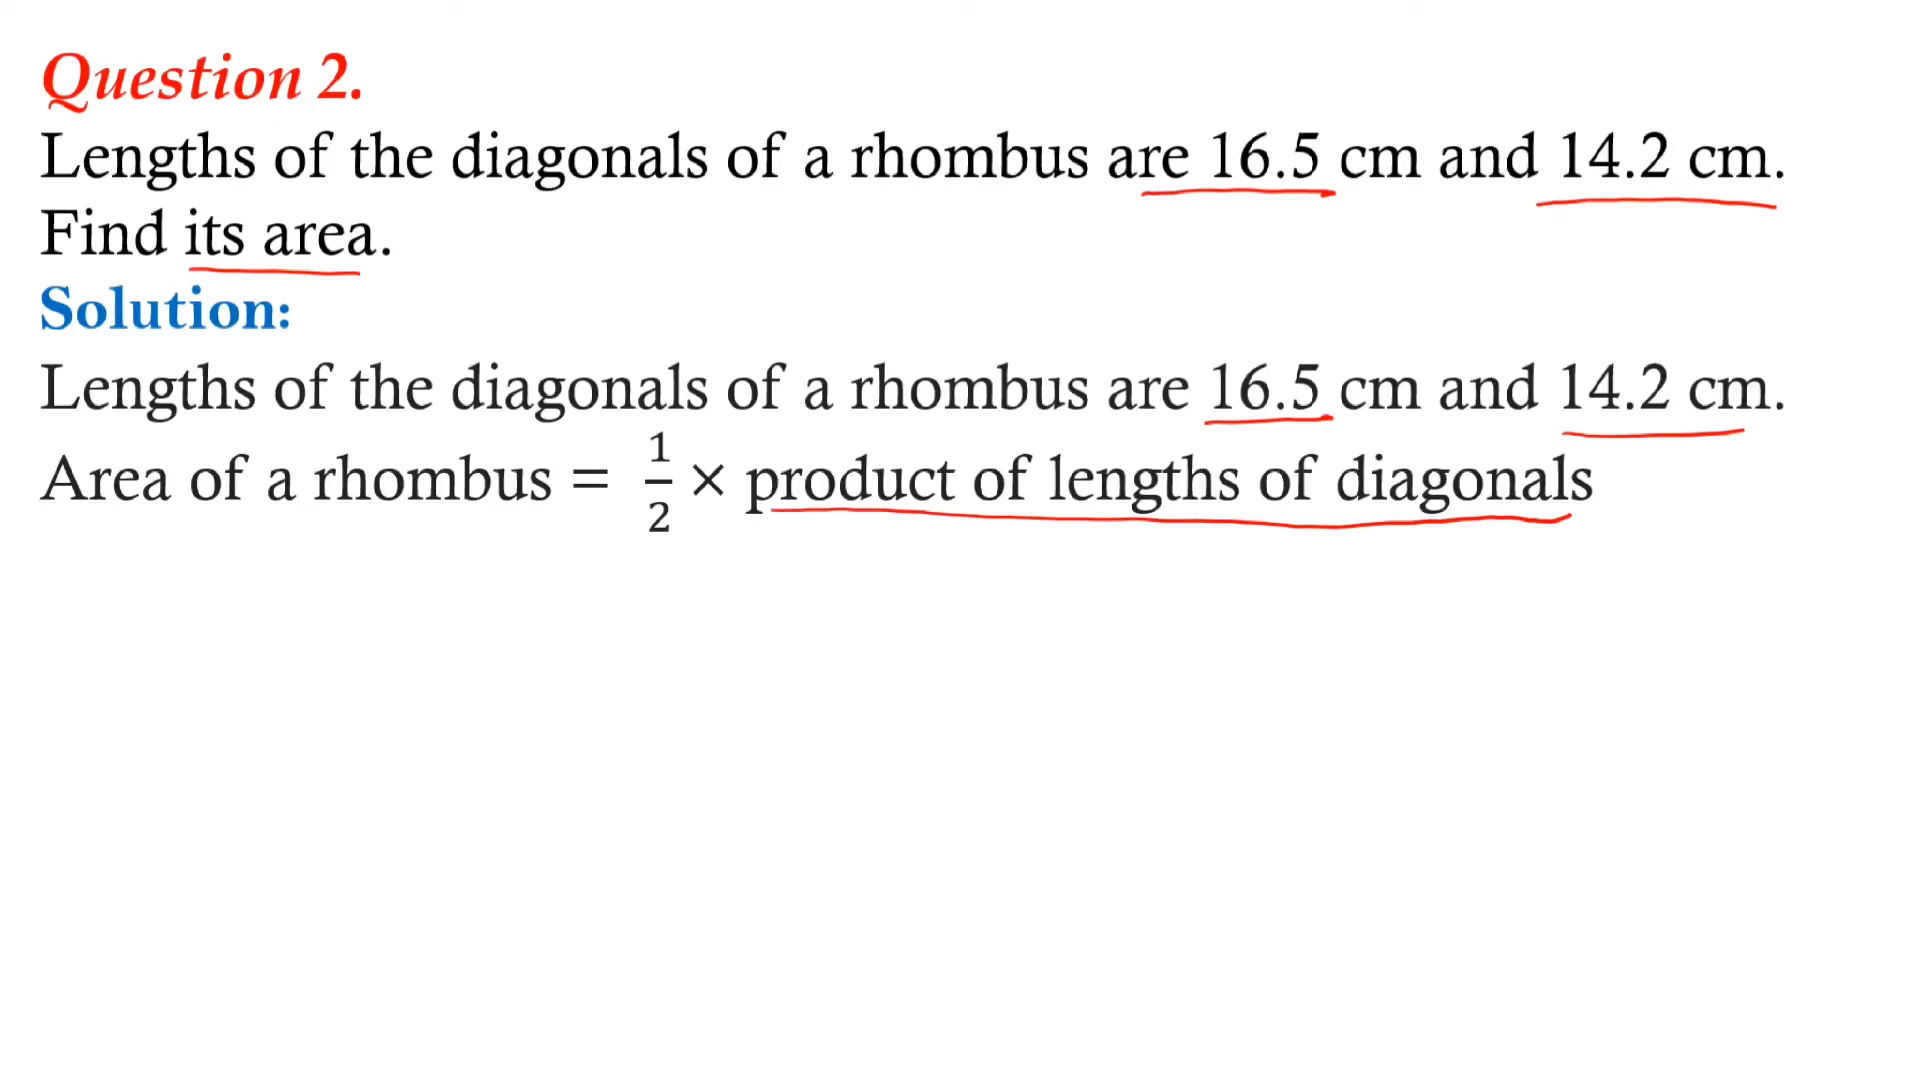 Question 2.
Lengths of the diagonals of a rhombus are 16.5 cm and 14.2 cm.
Find its area.
Solution:
Lengths of the diagonals of a rhombus are 16.5 cm and 14.2 cm.
Area of a rhombus = 1/2 × product of lengths of diagonals